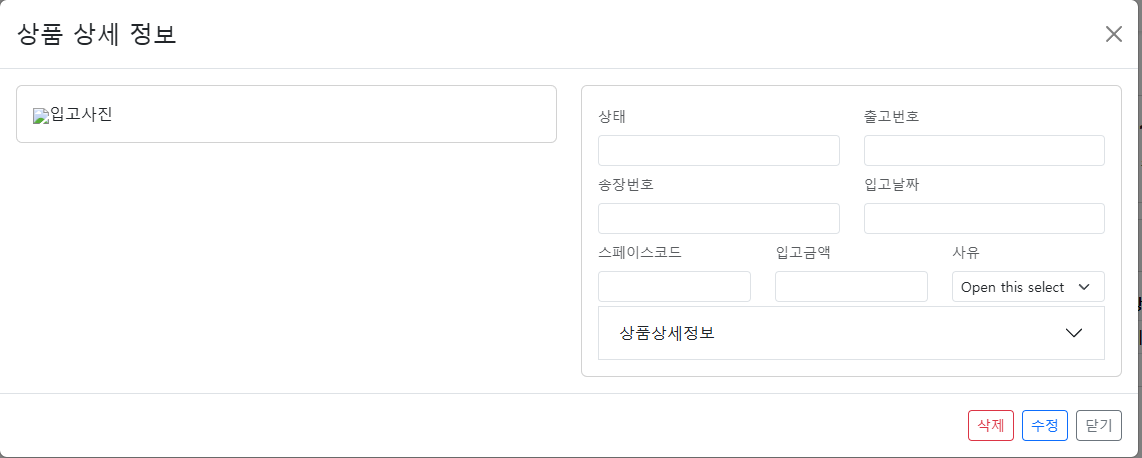 상품 상세 정보
입고사진
상태 출고번호
송장번호 입고날짜
스페이스코드 입고금액 사유
Open this select
상품상세정보
삭제 수정 닫기